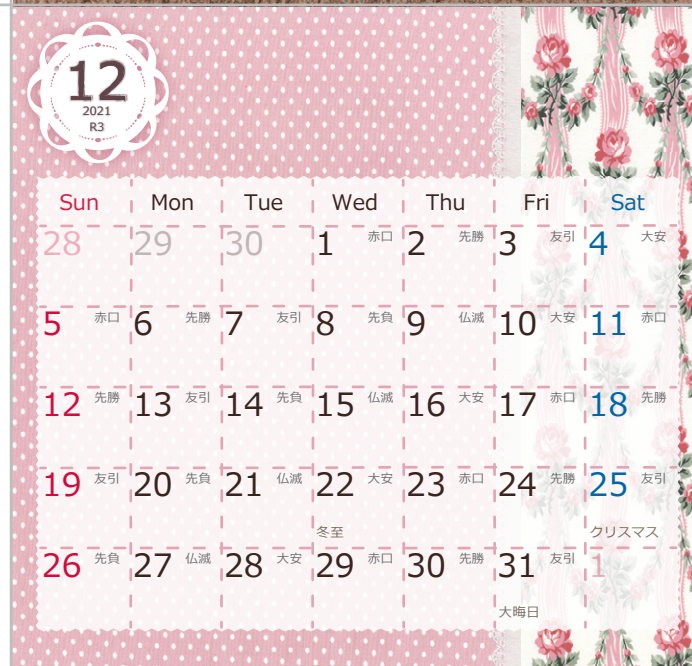 12
2021
R3
Sun Mon Tue Wed Thu Fri Sat
28 29 30 1 赤口 2 先勝 3 友引 4 大安
5 赤口 6 先勝 7 友引 8 先負 9 仏滅 10 大安 11 赤口
12 先勝 13 友引 14 先負 15 仏滅 16 大安 17 赤口 18 先勝
19 友引 20 先負 21 仏滅 22 大安 23 赤口 24 先勝 25 友引
冬至 クリスマス
26 先負 27 仏滅 28 大安 29 赤口 30 先勝 31 友引 1
大晦日